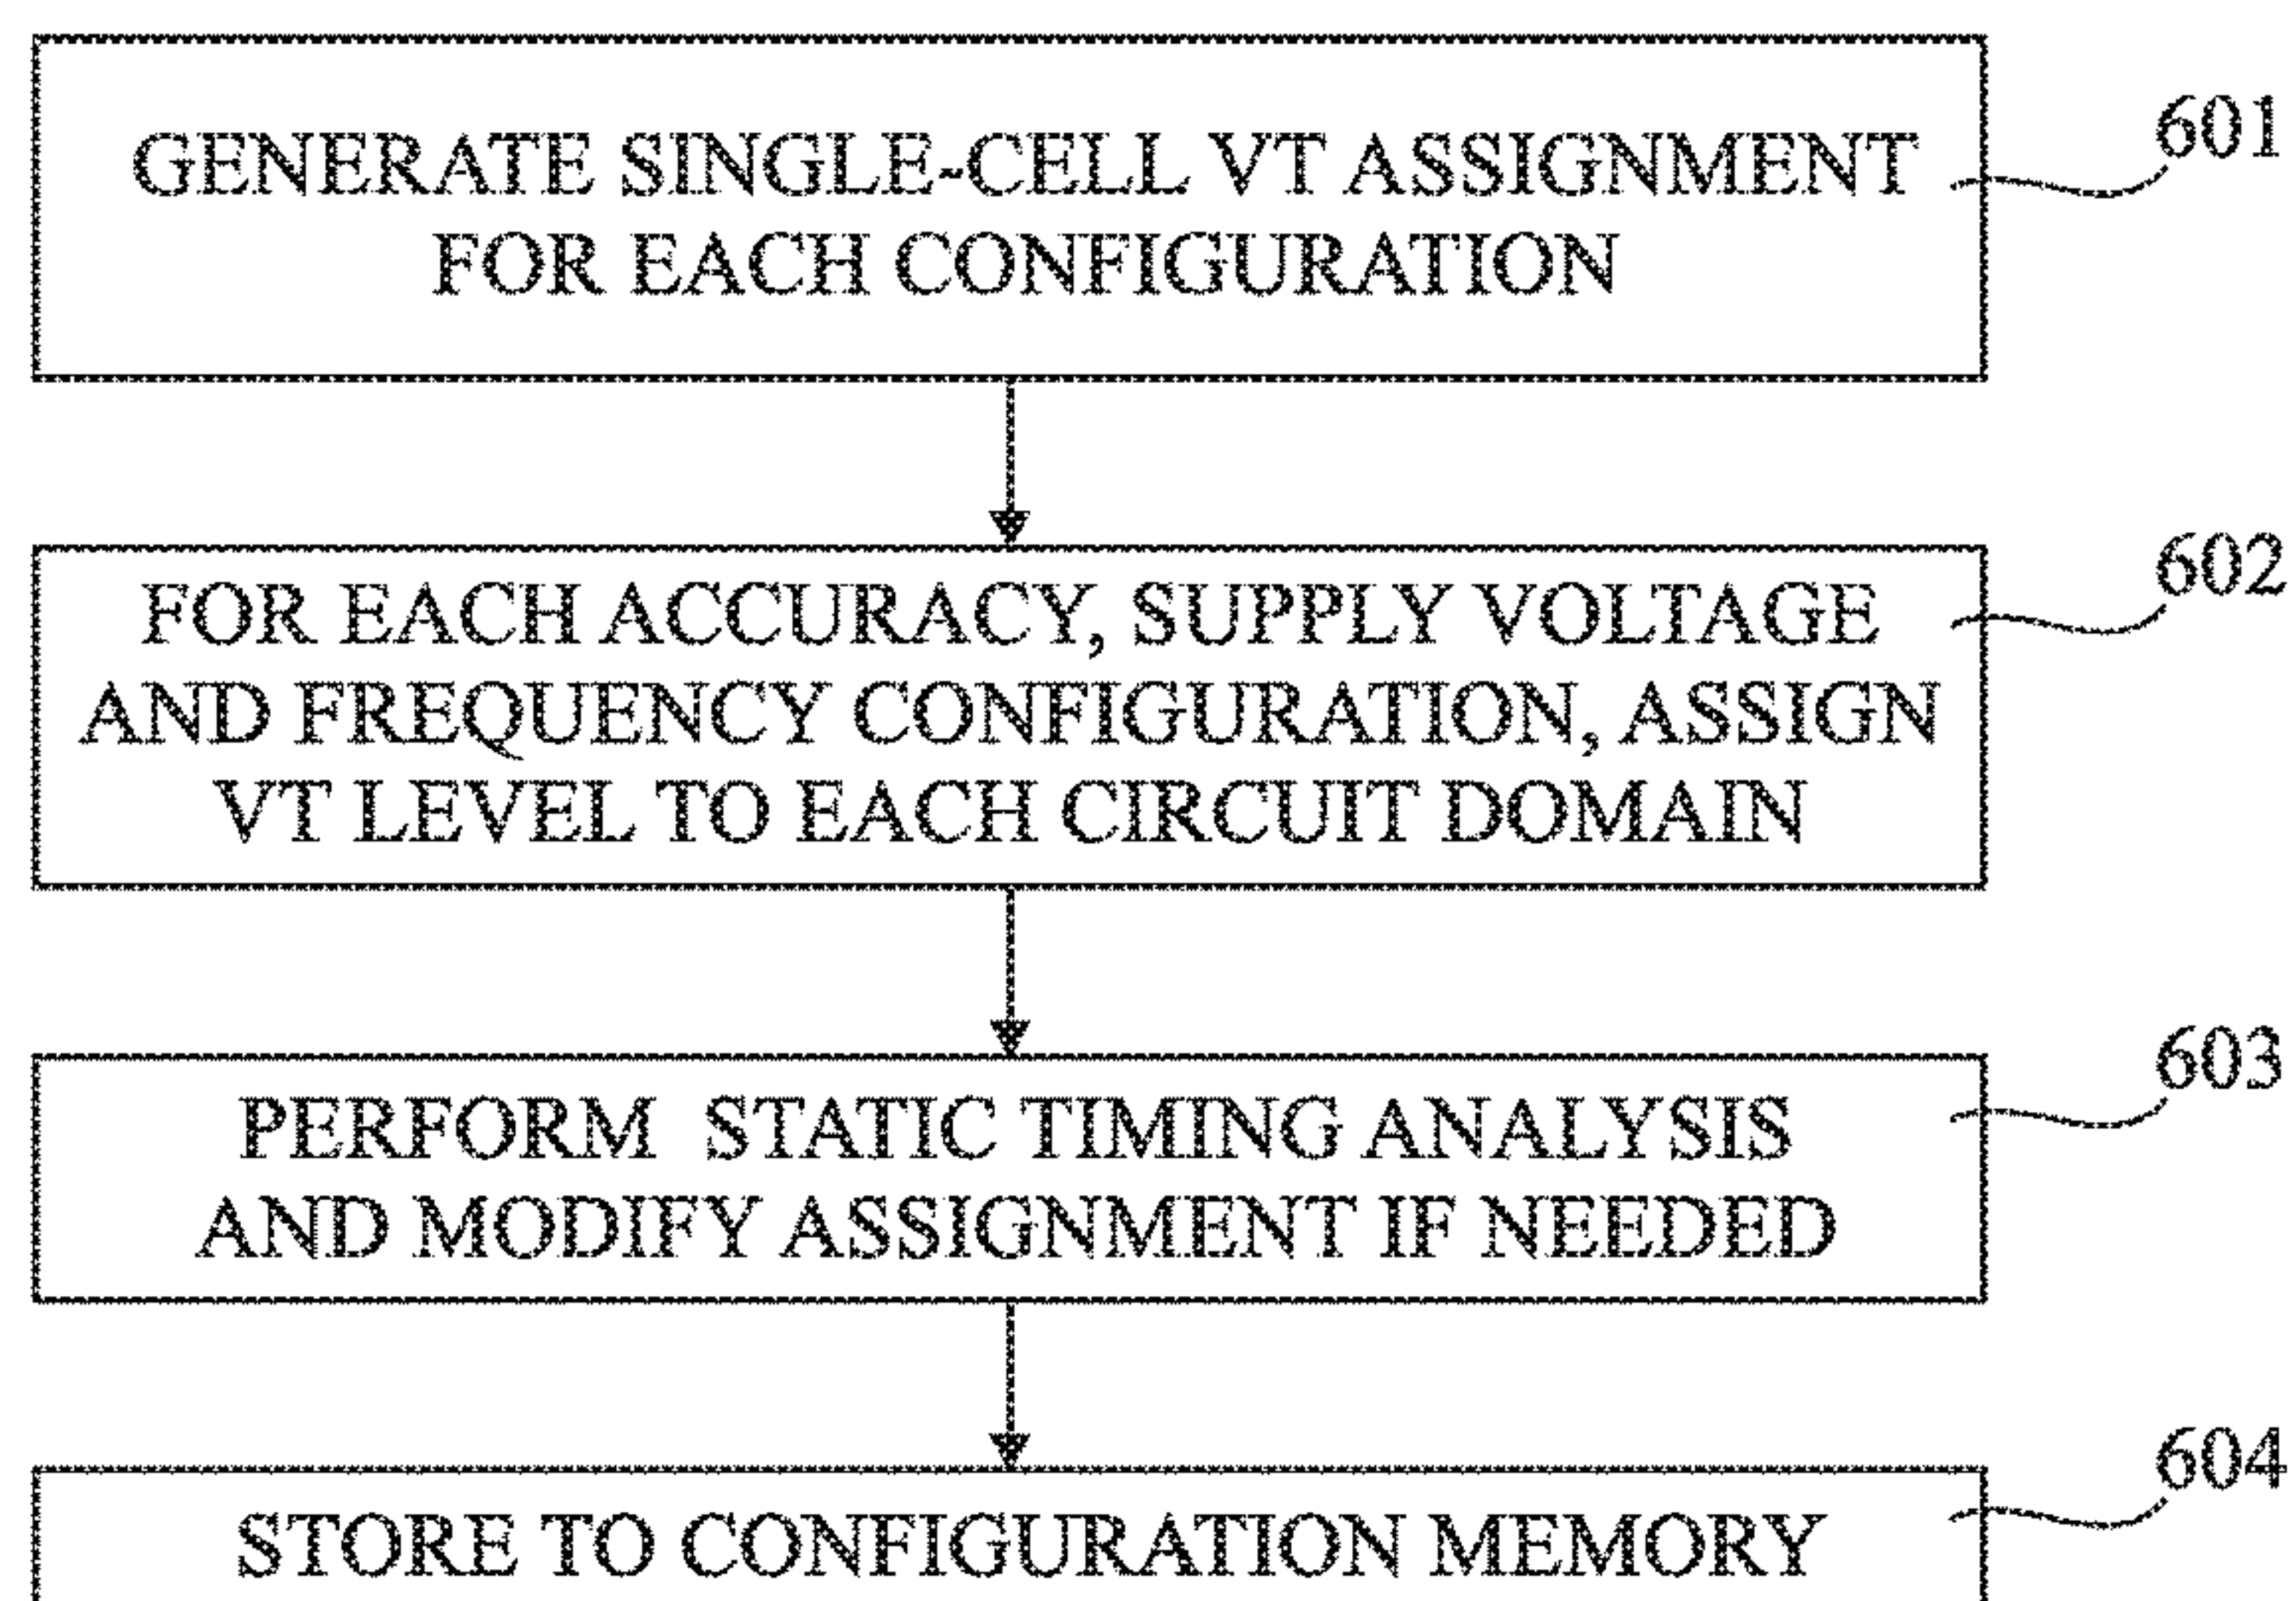 GENERATE SINGLE-CELL VT ASSIGNMENT
FOR EACH CONFIGURATION
601
FOR EACH ACCURACY, SUPPLY VOLTAGE
AND FREQUENCY CONFIGURATION, ASSIGN
VT LEVEL TO EACH CIRCUIT DOMAIN
602
PERFORM STATIC TIMING ANALYSIS
AND MODIFY ASSIGNMENT IF NEEDED
603
STORE TO CONFIGURATION MEMORY
604